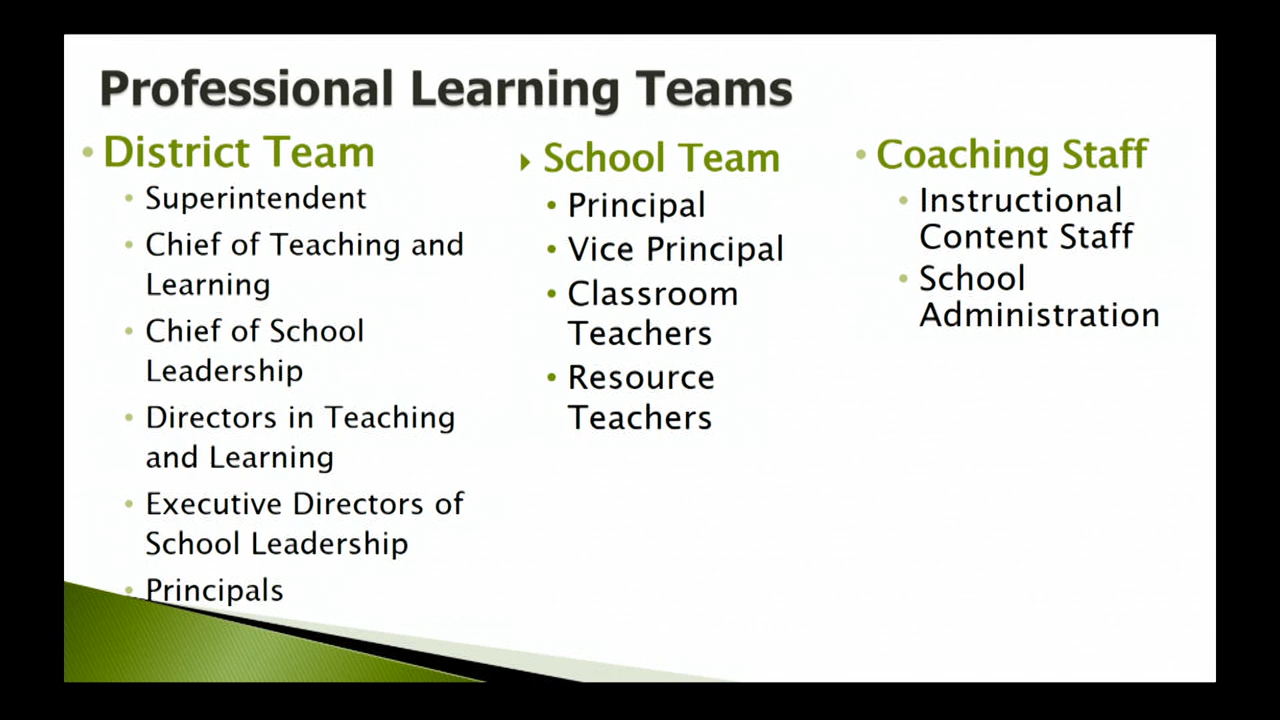 Professional Learning Teams
• District Team
• Superintendent
• Chief of Teaching and
Learning
• Chief of School
Leadership
• Directors in Teaching
and Learning
• Executive Directors of
School Leadership
• Principals
School Team
• Principal
• Vice Principal
• Classroom
Teachers
• Resource
Teachers
• Coaching Staff
• Instructional
Content Staff
• School
Administration